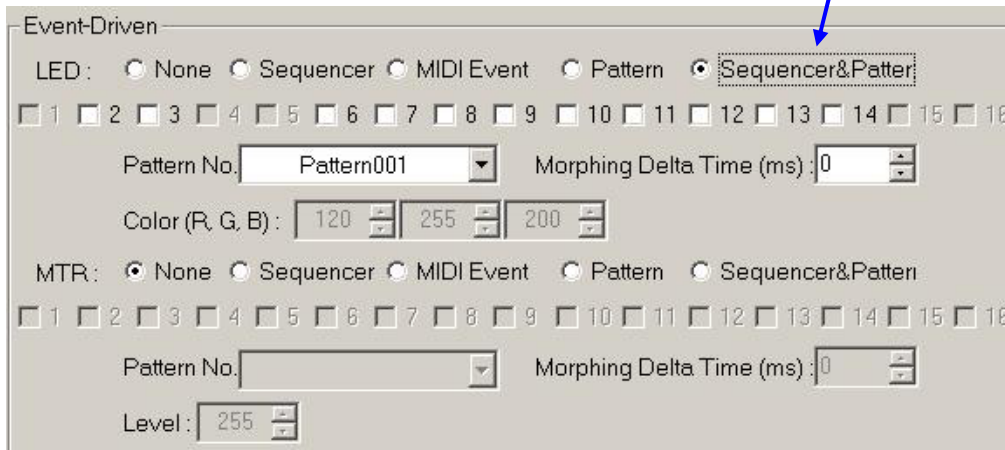 Event-Driven
LED : None Sequencer MIDI Event Pattern Sequencer&Patter
1 2 3 4 5 6 7 8 9 10 11 12 13 14 15 16
Pattern No. Pattern001 Morphing Delta Time (ms) : 0
Color (R, G, B) : 120 255 200
MTR : None Sequencer MIDI Event Pattern Sequencer&Pattern
1 2 3 4 5 6 7 8 9 10 11 12 13 14 15 16
Pattern No. Morphing Delta Time (ms) : 0
Level : 255